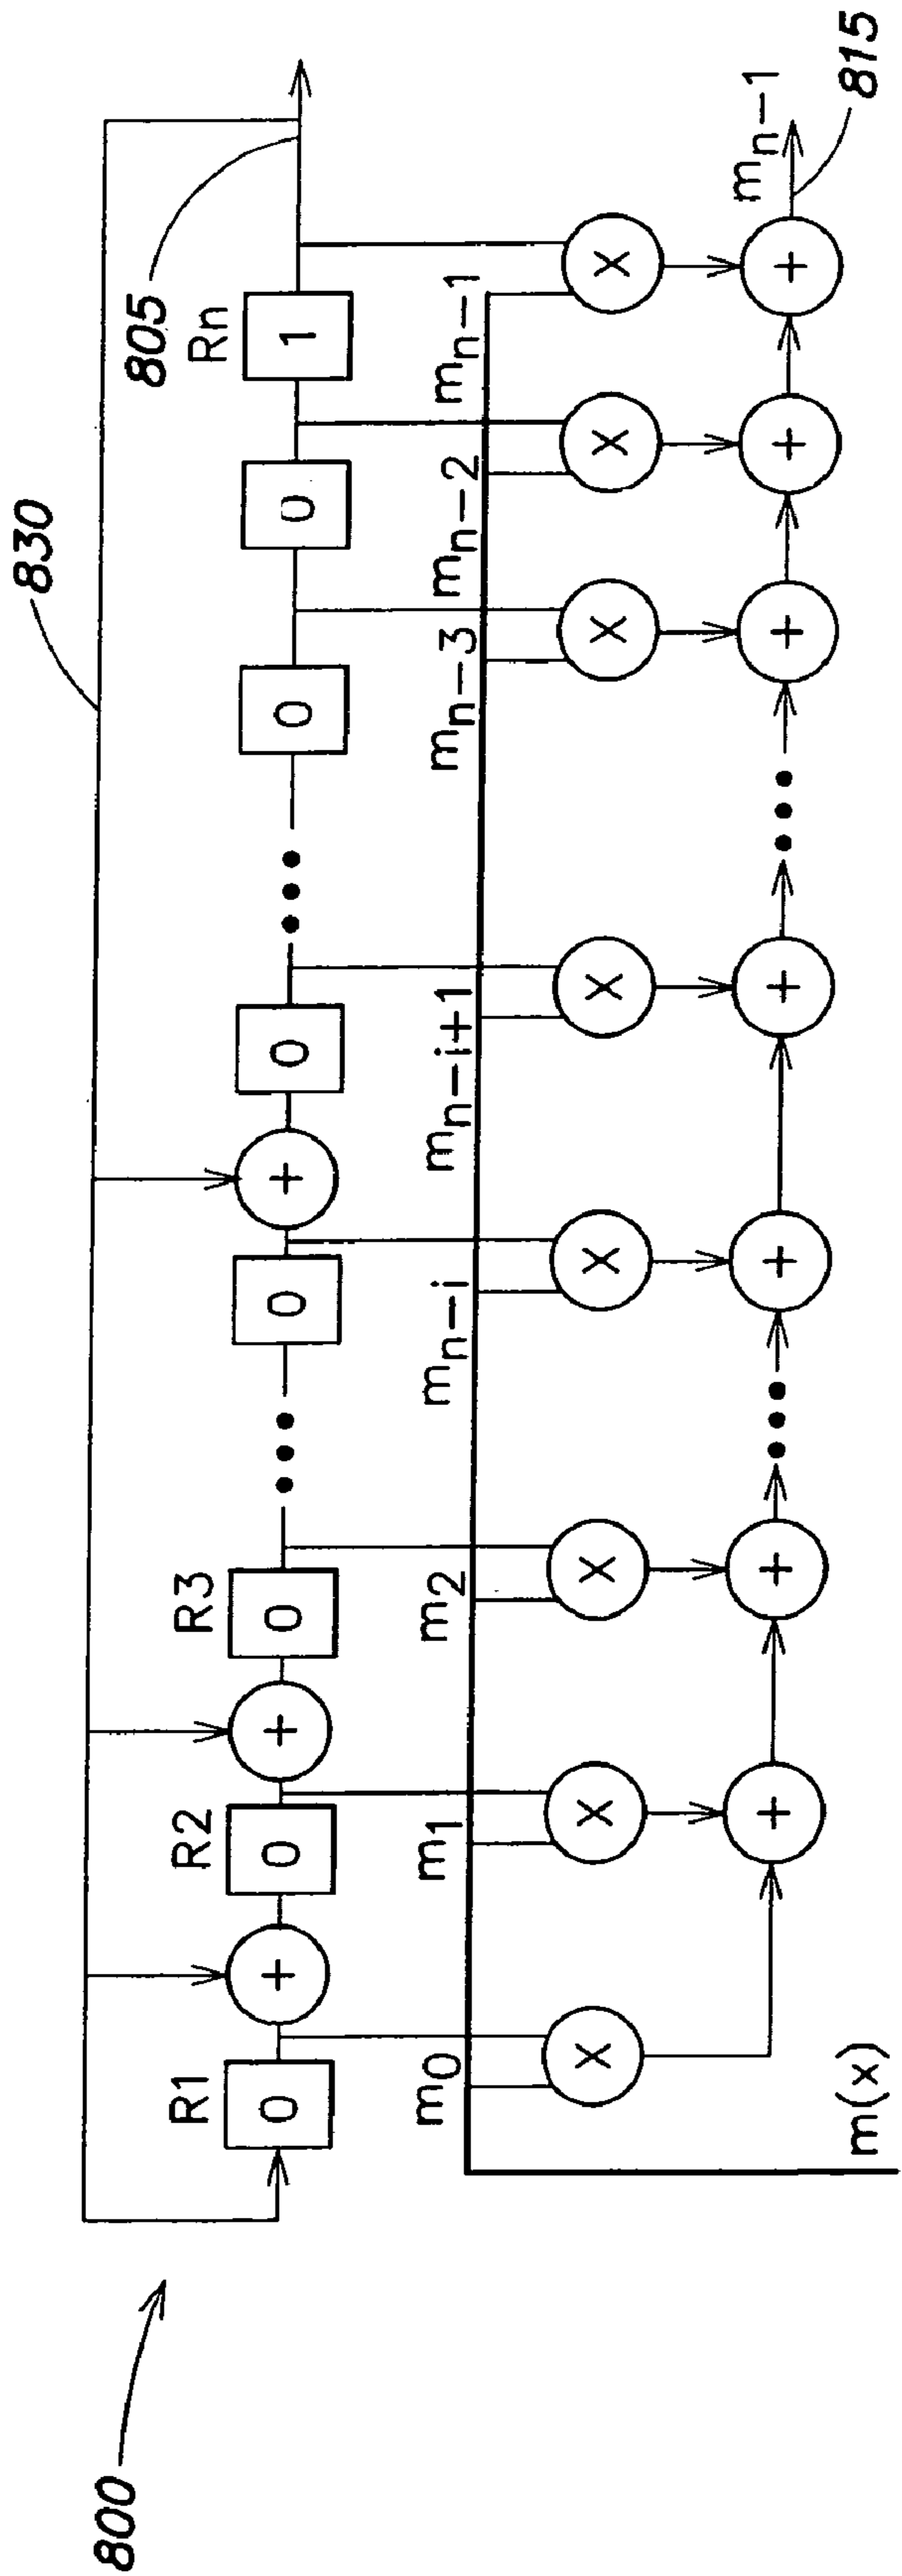 830
805
R1
R2
R3
Rn
0
+
0
+
0
0
+
0
0
0
1
m0
m1
m2
mn−i
mn−i+1
mn−3
mn−2
mn−1
X
X
X
X
X
X
X
X
+
+
+
+
+
+
+
mn−1
815
m(x)
800